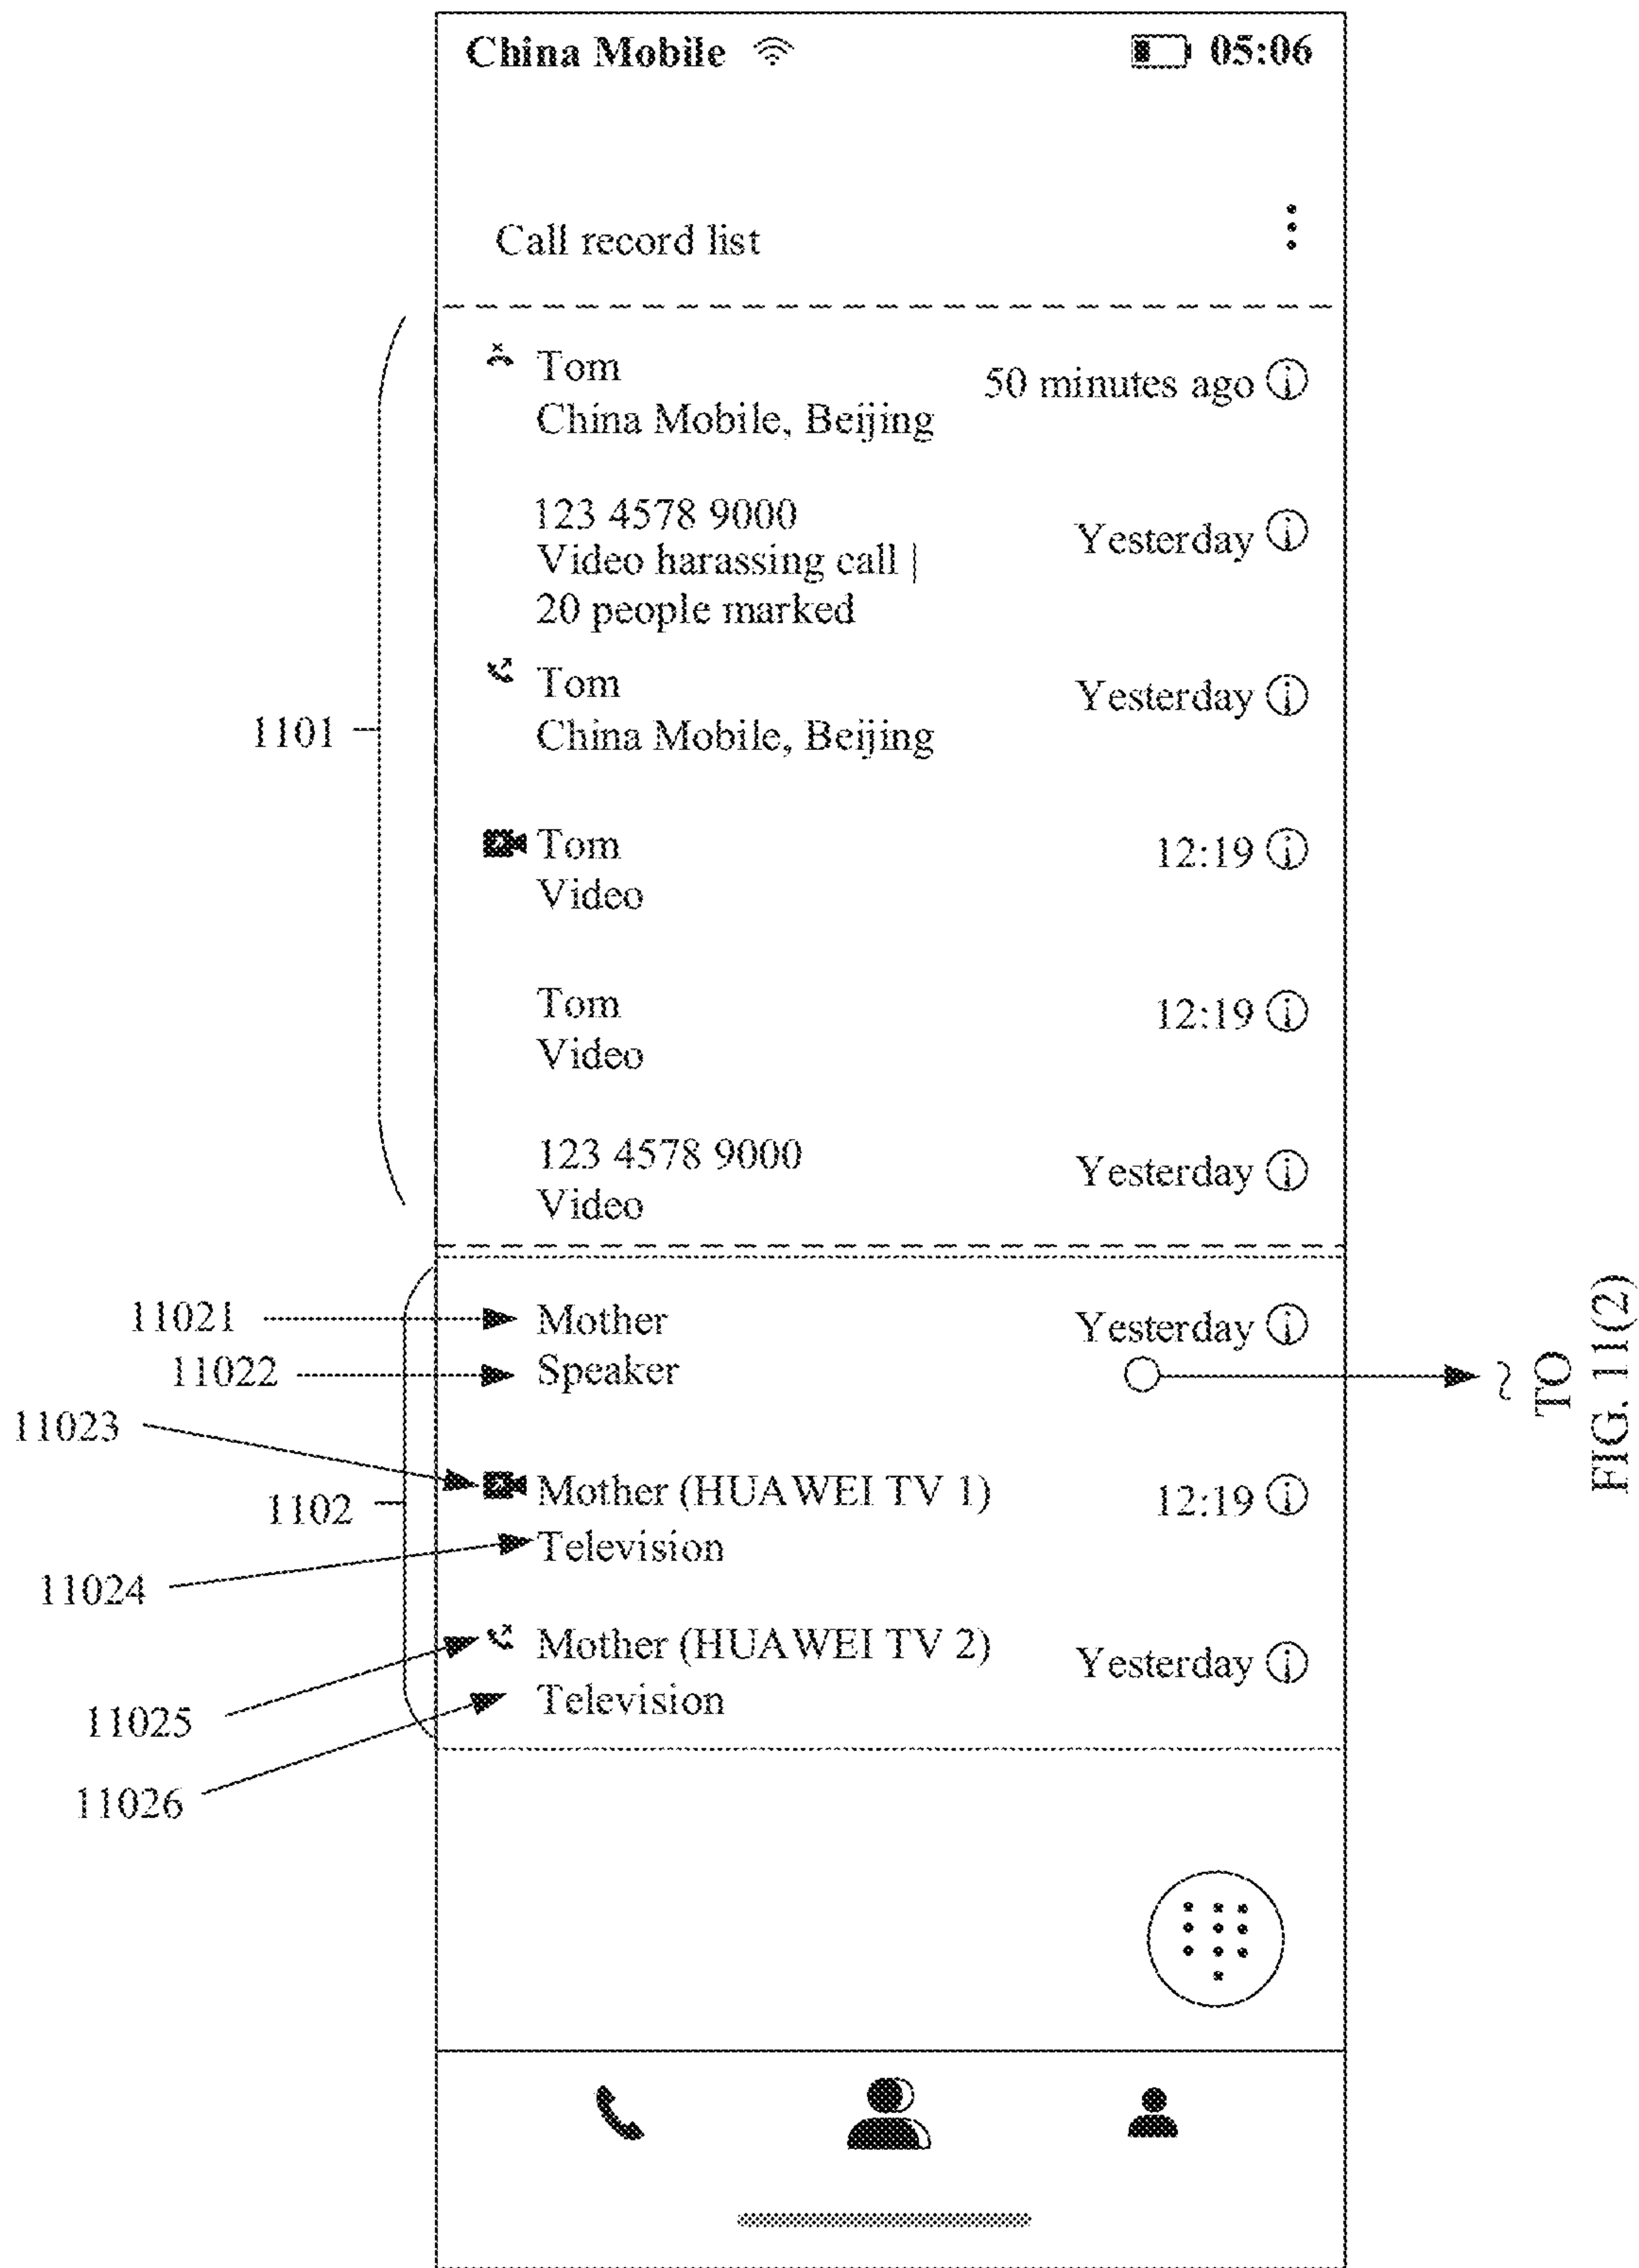 China Mobile 05:06
Call record list
Tom
50 minutes ago
China Mobile, Beijing
123 4578 9000
Yesterday
Video harassing call |
20 people marked
Tom
Yesterday
China Mobile, Beijing
1101
Tom
12:19
Video
Tom
12:19
Video
123 4578 9000
Yesterday
Video
11021
Mother
Yesterday
11022
Speaker
TO
FIG. 11(2)
11023
Mother (HUAWEI TV 1)
12:19
1102
Television
11024
Mother (HUAWEI TV 2)
Yesterday
11025
Television
11026